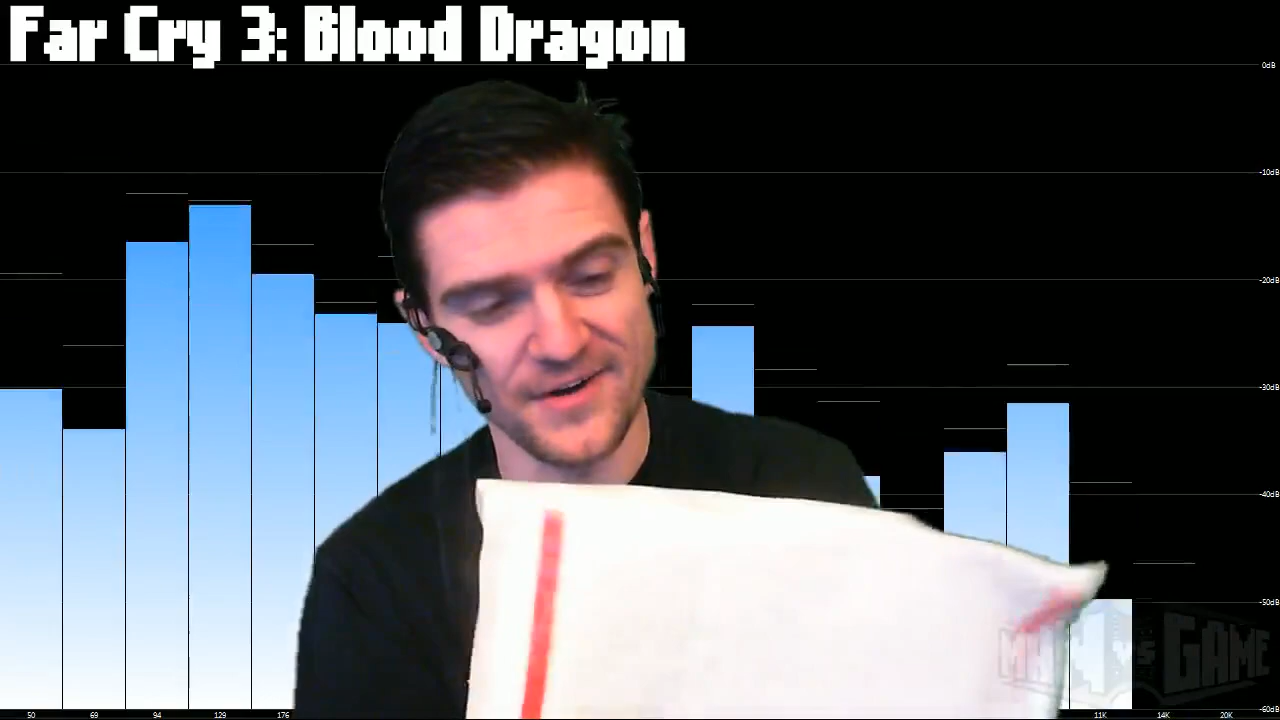 Far Cry 3: Blood Dragon
0dB
-10dB
-20dB
-30dB
-40dB
-50dB
MAN vs GAME
-60dB
50 69 94 129 176 11K 14K 20K